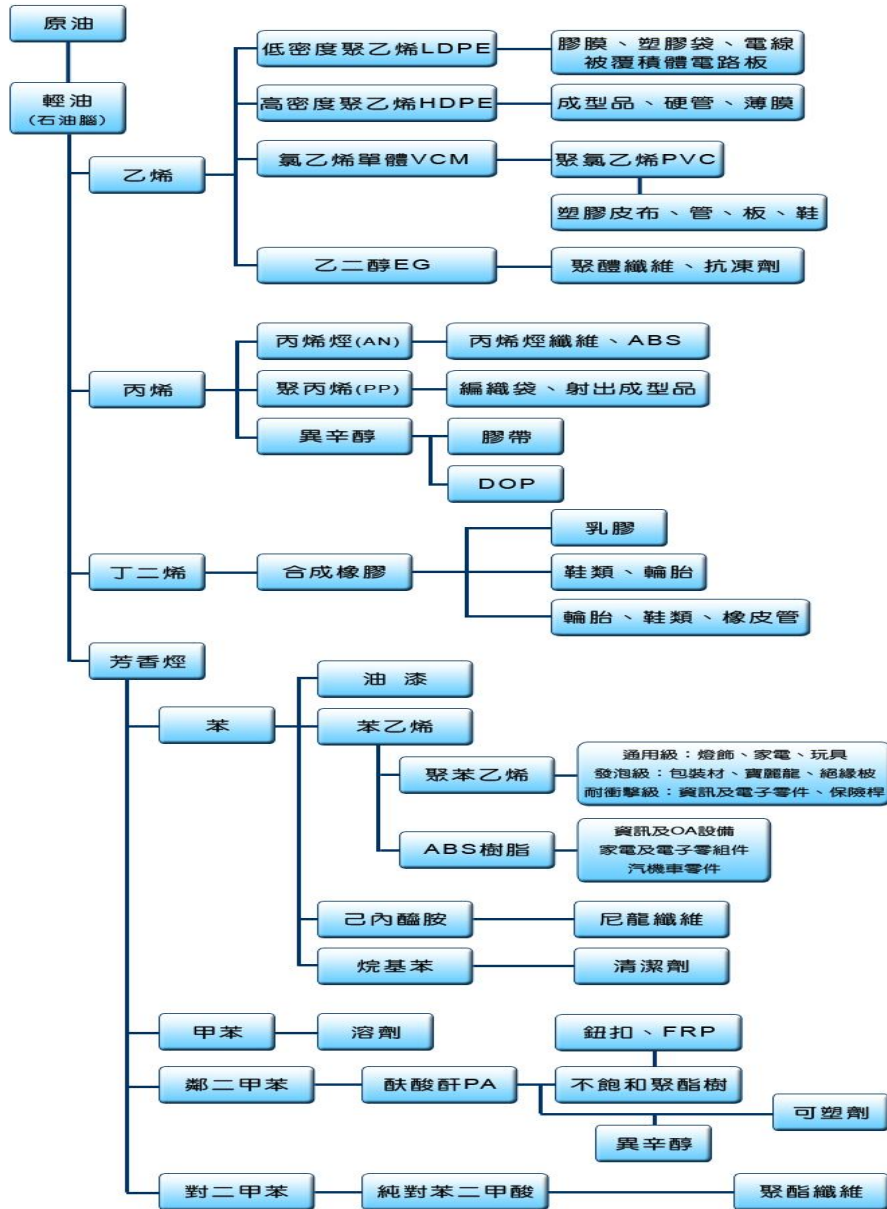 原油
輕油
(石油腦)
乙烯
低密度聚乙烯LDPE
膠膜、塑膠袋、電線
被覆積體電路板
高密度聚乙烯HDPE
成型品、硬管、薄膜
氯乙烯單體VCM
聚氯乙烯PVC
塑膠皮布、管、板、鞋
乙二醇EG
聚醴纖維、抗凍劑
丙烯
丙烯烴(AN)
丙烯烴纖維、ABS
聚丙烯(PP)
編織袋、射出成型品
異辛醇
膠帶
DOP
丁二烯
合成橡膠
乳膠
鞋類、輪胎
輪胎、鞋類、橡皮管
芳香烴
苯
油漆
苯乙烯
聚苯乙烯
通用級：燈飾、家電、玩具
發泡級：包裝材、寶麗龍、絕緣板
耐衝擊級：資訊及電子零件、保險桿
ABS樹脂
資訊及OA設備
家電及電子零組件
汽機車零件
己內醯胺
尼龍纖維
烷基苯
清潔劑
甲苯
溶劑
鄰二甲苯
酞酸酐PA
鈕扣、FRP
不飽和聚酯樹
可塑劑
異辛醇
對二甲苯
純對苯二甲酸
聚酯纖維